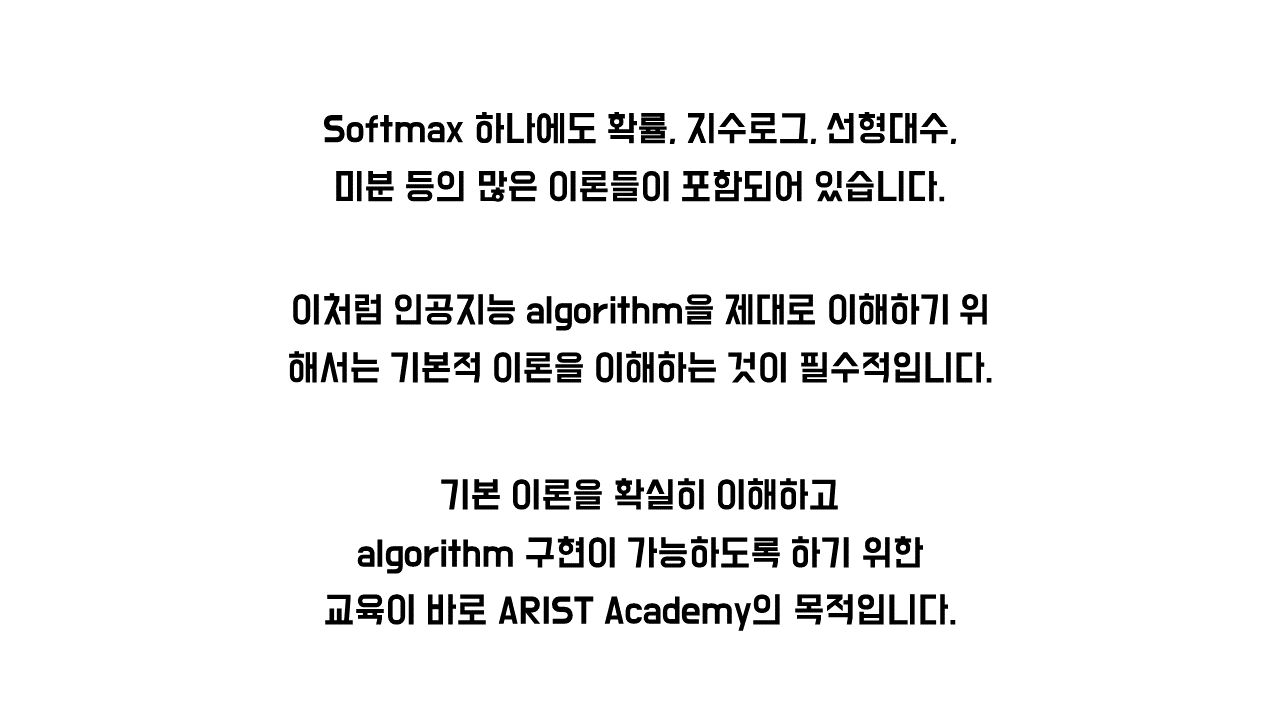 Softmax 하나에도 확률, 지수로그, 선형대수,
미분 등의 많은 이론들이 포함되어 있습니다.
이처럼 인공지능 algorithm을 제대로 이해하기 위
해서는 기본적 이론을 이해하는 것이 필수적입니다.
기본 이론을 확실히 이해하고
algorithm 구현이 가능하도록 하기 위한
교육이 바로 ARIST Academy의 목적입니다.